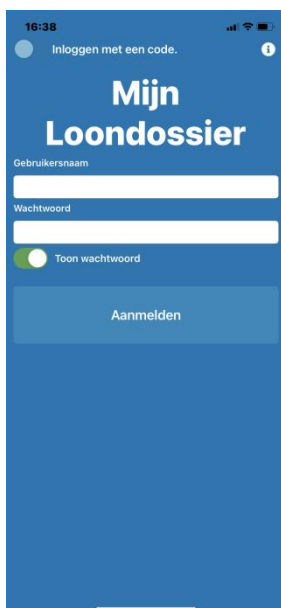 16:38
Inloggen met een code.
Mijn
Loondossier
Gebruikersnaam
Wachtwoord
Toon wachtwoord
Aanmelden